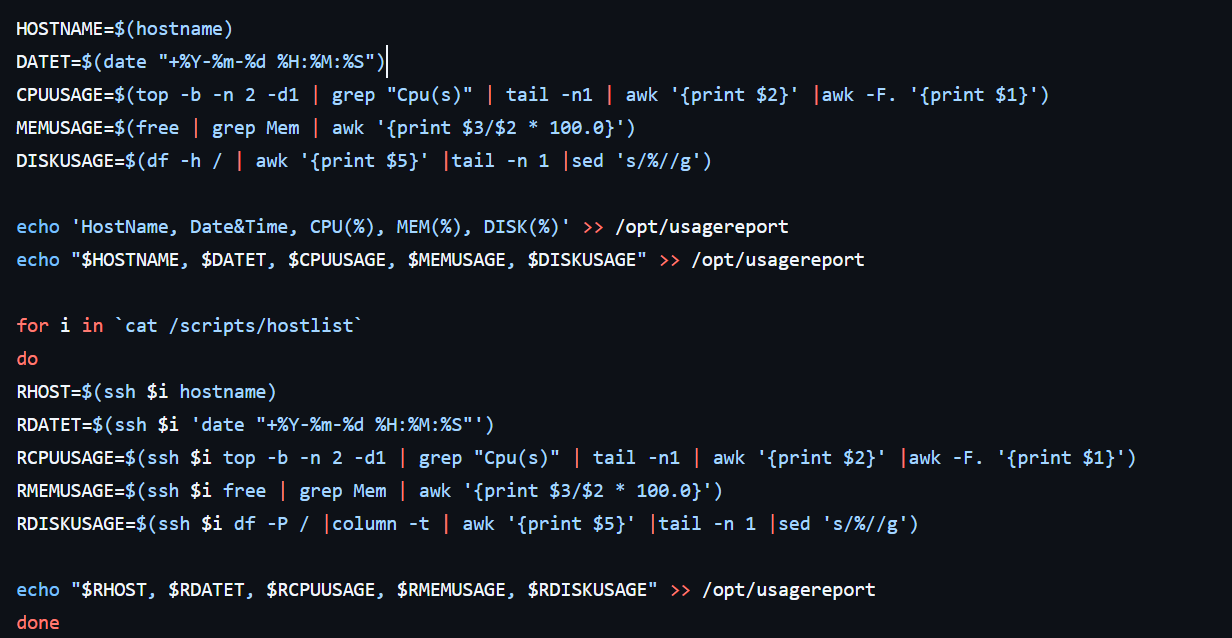 HOSTNAME=$(hostname)
DATET=$(date "+%Y-%m-%d %H:%M:%S")
CPUUSAGE=$(top -b -n 2 -d1 | grep "Cpu(s)" | tail -n1 | awk '{print $2}' |awk -F. '{print $1}')
MEMUSAGE=$(free | grep Mem | awk '{print $3/$2 * 100.0}')
DISKUSAGE=$(df -h / | awk '{print $5}' |tail -n 1 |sed 's/%//g')

echo 'HostName, Date&Time, CPU(%), MEM(%), DISK(%)' >> /opt/usagereport
echo "$HOSTNAME, $DATET, $CPUUSAGE, $MEMUSAGE, $DISKUSAGE" >> /opt/usagereport

for i in `cat /scripts/hostlist`
do
RHOST=$(ssh $i hostname)
RDATET=$(ssh $i 'date "+%Y-%m-%d %H:%M:%S"')
RCPUUSAGE=$(ssh $i top -b -n 2 -d1 | grep "Cpu(s)" | tail -n1 | awk '{print $2}' |awk -F. '{print $1}')
RMEMUSAGE=$(ssh $i free | grep Mem | awk '{print $3/$2 * 100.0}')
RDISKUSAGE=$(ssh $i df -P / |column -t | awk '{print $5}' |tail -n 1 |sed 's/%//g')

echo "$RHOST, $RDATET, $RCPUUSAGE, $RMEMUSAGE, $RDISKUSAGE" >> /opt/usagereport
done